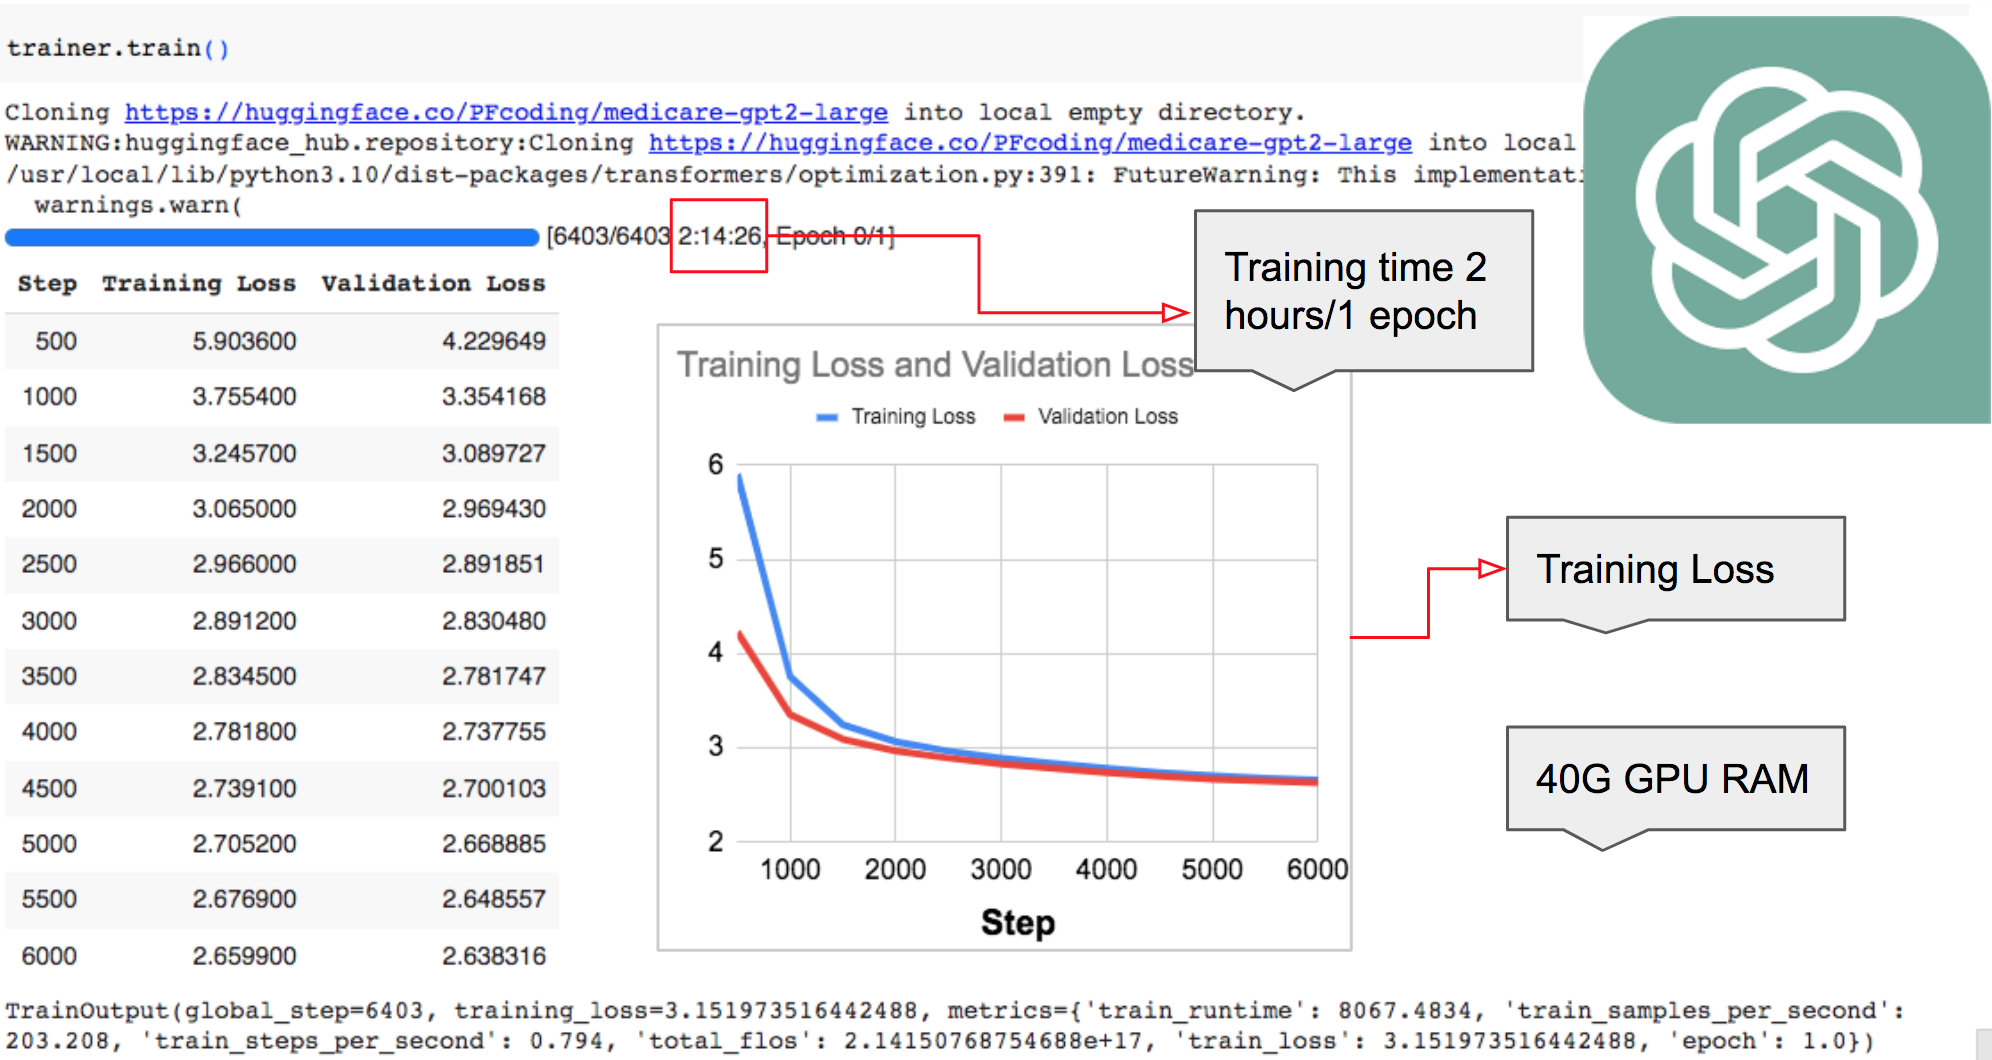 trainer.train()
Cloning https://huggingface.co/PFcoding/medicare-gpt2-large into local empty directory.
WARNING:huggingface_hub.repository:Cloning https://huggingface.co/PFcoding/medicare-gpt2-large into local
/usr/local/lib/python3.10/dist-packages/transformers/optimization.py:391: FutureWarning: This implementati
warnings.warn(
[6403/6403 2:14:26, Epoch 0/1]
Step Training Loss Validation Loss
500 5.903600 4.229649
1000 3.755400 3.354168
1500 3.245700 3.089727
2000 3.065000 2.969430
2500 2.966000 2.891851
3000 2.891200 2.830480
3500 2.834500 2.781747
4000 2.781800 2.737755
4500 2.739100 2.700103
5000 2.705200 2.668885
5500 2.676900 2.648557
6000 2.659900 2.638316
Training time 2
hours/1 epoch
Training Loss and Validation Loss
Training Loss Validation Loss
6
5
4
3
2
1000 2000 3000 4000 5000 6000
Step
Training Loss
40G GPU RAM
TrainOutput(global_step=6403, training_loss=3.151973516442488, metrics={'train_runtime': 8067.4834, 'train_samples_per_second':
203.208, 'train_steps_per_second': 0.794, 'total_flos': 2.14150768754688e+17, 'train_loss': 3.151973516442488, 'epoch': 1.0})